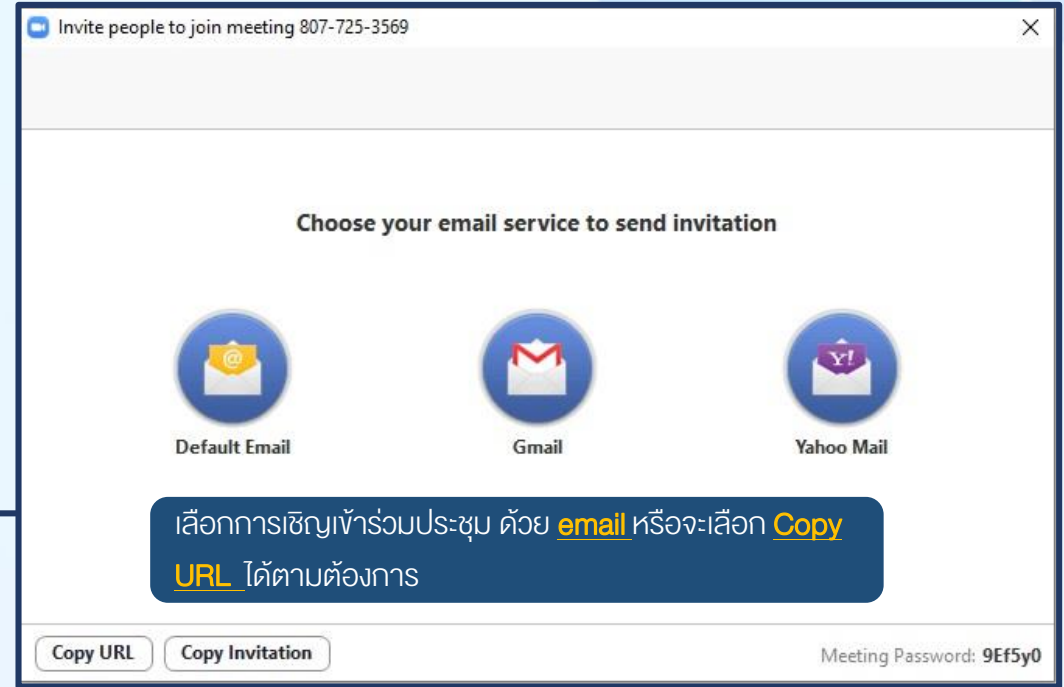 Invite people to join meeting 807-725-3569
Choose your email service to send invitation
@
Y!
Default Email Gmail Yahoo Mail
เลือกการเชิญเข้าร่วมประชุม ด้วย email หรือจะเลือก Copy
URL ได้ตามต้องการ
Copy URL Copy Invitation Meeting Password: 9Ef5y0